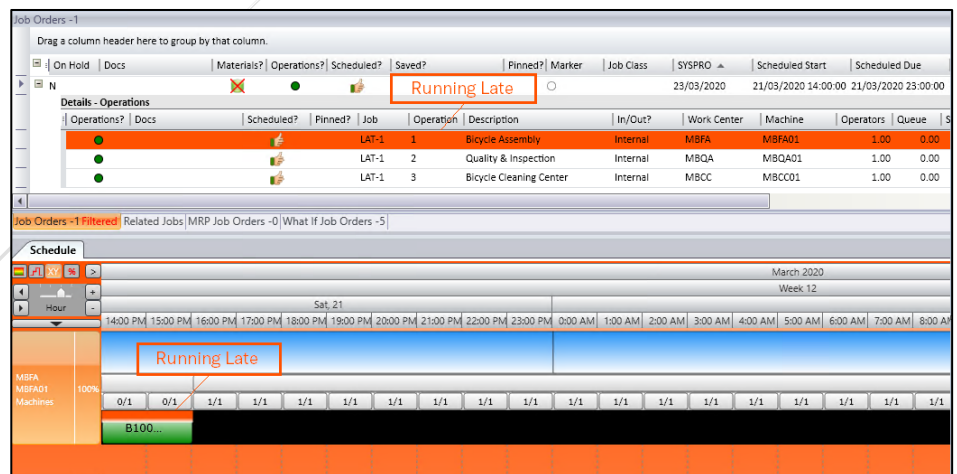 Job Orders -1
Drag a column header here to group by that column.
On Hold Docs Materials? Operations? Scheduled? Saved? Pinned? Marker Job Class SYSPRO Scheduled Start Scheduled Due
N Running Late 23/03/2020 21/03/2020 14:00:00 21/03/2020 23:00:00
Details - Operations
Operations? Docs Scheduled? Pinned? Job Operation Description In/Out? Work Center Machine Operators Queue S
LAT-1 1 Bicycle Assembly Internal MBFA MBFA01 1.00 0.00
LAT-1 2 Quality & Inspection Internal MBQA MBQA01 1.00 0.00
LAT-1 3 Bicycle Cleaning Center Internal MBCC MBCC01 1.00 0.00
Job Orders -1 Filtered Related Jobs MRP Job Orders -0 What If Job Orders -5
Schedule
XY % > March 2020
+ Week 12
Hour - Sat, 21
14:00 PM 15:00 PM 16:00 PM 17:00 PM 18:00 PM 19:00 PM 20:00 PM 21:00 PM 22:00 PM 23:00 PM 0:00 AM 1:00 AM 2:00 AM 3:00 AM 4:00 AM 5:00 AM 6:00 AM 7:00 AM 8:00 AM
Running Late
MBFA
MBFA01 100%
Machines 0/1 0/1 1/1 1/1 1/1 1/1 1/1 1/1 1/1 1/1 1/1 1/1 1/1 1/1 1/1 1/1 1/1 1/1 1/1
B100...